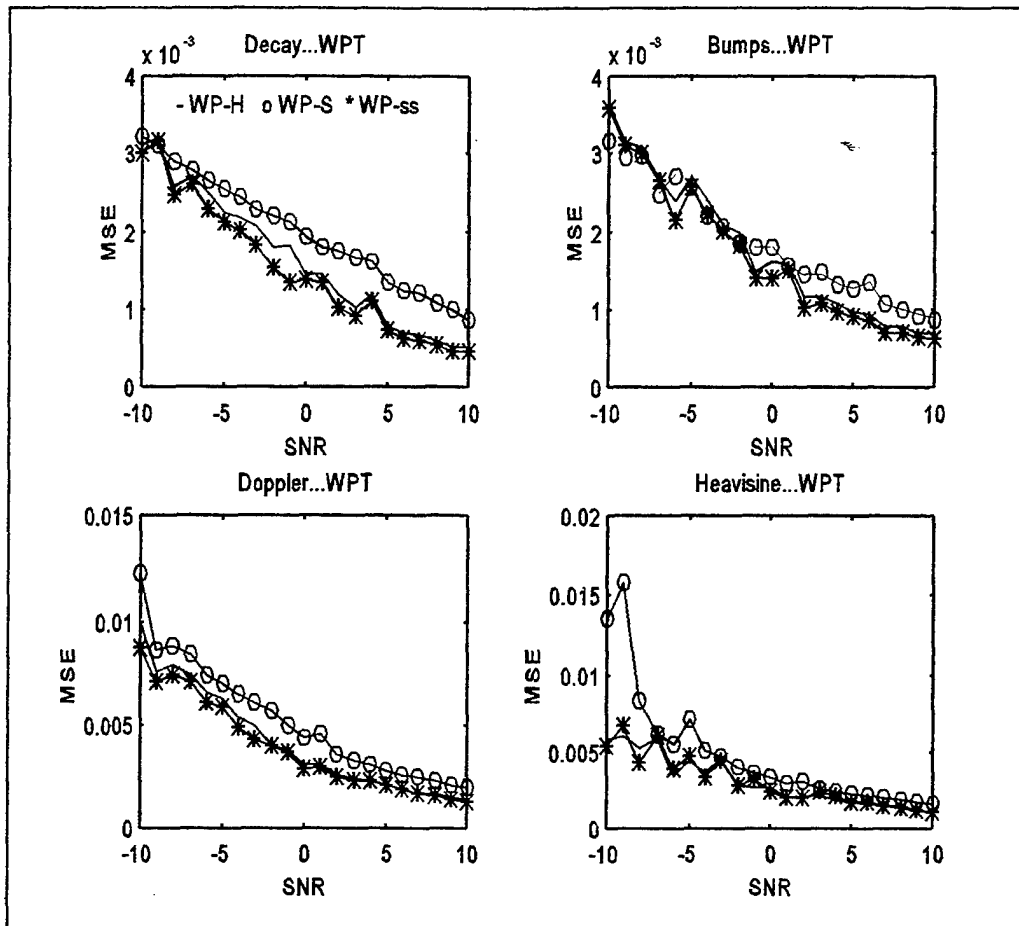 x 10⁻³ Decay...WPT
4
- WP-H o WP-S * WP-ss
3
2
1
0
MSE
-10 -5 0 5 10
SNR
x 10⁻³ Bumps...WPT
4
3
2
1
0
MSE
-10 -5 0 5 10
SNR
Doppler...WPT
0.015
0.01
0.005
0
MSE
-10 -5 0 5 10
SNR
Heavisine...WPT
0.02
0.015
0.01
0.005
0
MSE
-10 -5 0 5 10
SNR